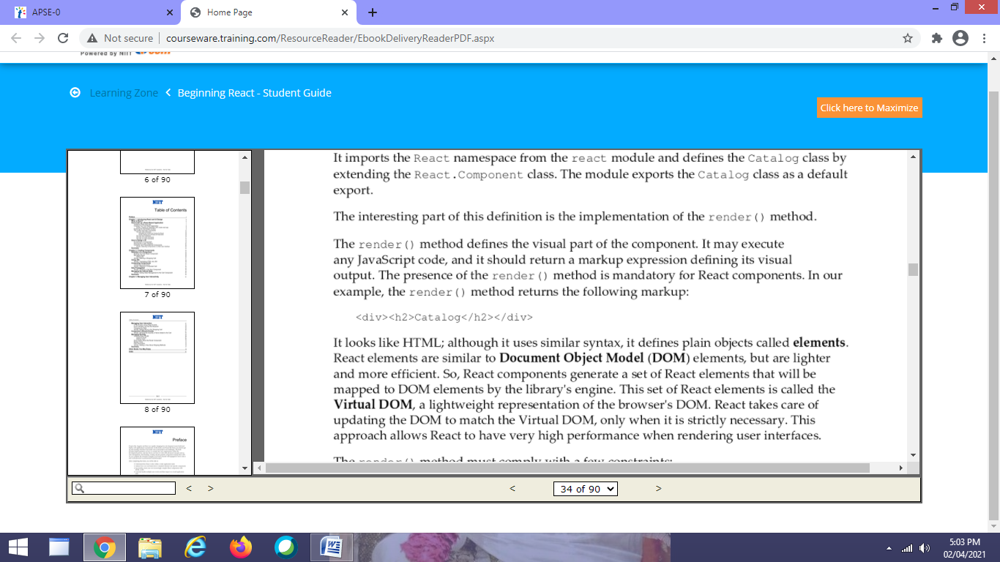 APSE-0
Home Page
Not secure
courseware.training.com/ResourceReader/EbookDeliveryReaderPDF.aspx
Powered by NIIT
Learning Zone < Beginning React - Student Guide
Click here to Maximize
6 of 90
NIIT
Table of Contents
7 of 90
NIIT
8 of 90
NIIT
Preface
It imports the React namespace from the react module and defines the Catalog class by
extending the React.Component class. The module exports the Catalog class as a default
export.
The interesting part of this definition is the implementation of the render() method.
The render() method defines the visual part of the component. It may execute
any JavaScript code, and it should return a markup expression defining its visual
output. The presence of the render() method is mandatory for React components. In our
example, the render() method returns the following markup:
<div><h2>Catalog</h2></div>
It looks like HTML; although it uses similar syntax, it defines plain objects called elements.
React elements are similar to Document Object Model (DOM) elements, but are lighter
and more efficient. So, React components generate a set of React elements that will be
mapped to DOM elements by the library's engine. This set of React elements is called the
Virtual DOM, a lightweight representation of the browser's DOM. React takes care of
updating the DOM to match the Virtual DOM, only when it is strictly necessary. This
approach allows React to have very high performance when rendering user interfaces.
The render() method must comply with a few constraints:
< >
< 34 of 90 >
5:03 PM
02/04/2021